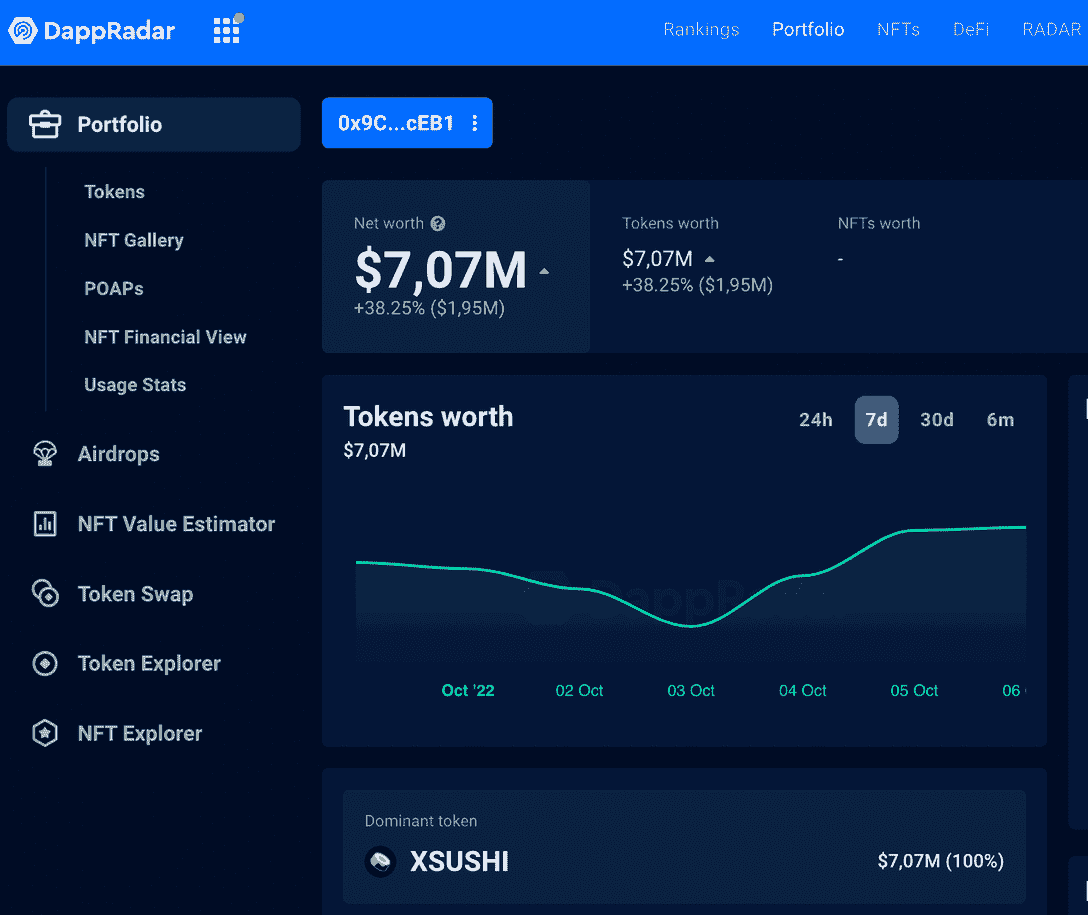 DappRadar
Rankings Portfolio NFTs DeFi RADAR
Portfolio
Tokens
NFT Gallery
POAPs
NFT Financial View
Usage Stats
Airdrops
NFT Value Estimator
Token Swap
Token Explorer
NFT Explorer
0x9C...cEB1
Net worth ?
$7,07M
+38.25% ($1,95M)
Tokens worth
$7,07M
+38.25% ($1,95M)
NFTs worth
-
Tokens worth
$7,07M
24h 7d 30d 6m
DappR
Oct '22 02 Oct 03 Oct 04 Oct 05 Oct 06
Dominant token
XSUSHI
$7,07M (100%)